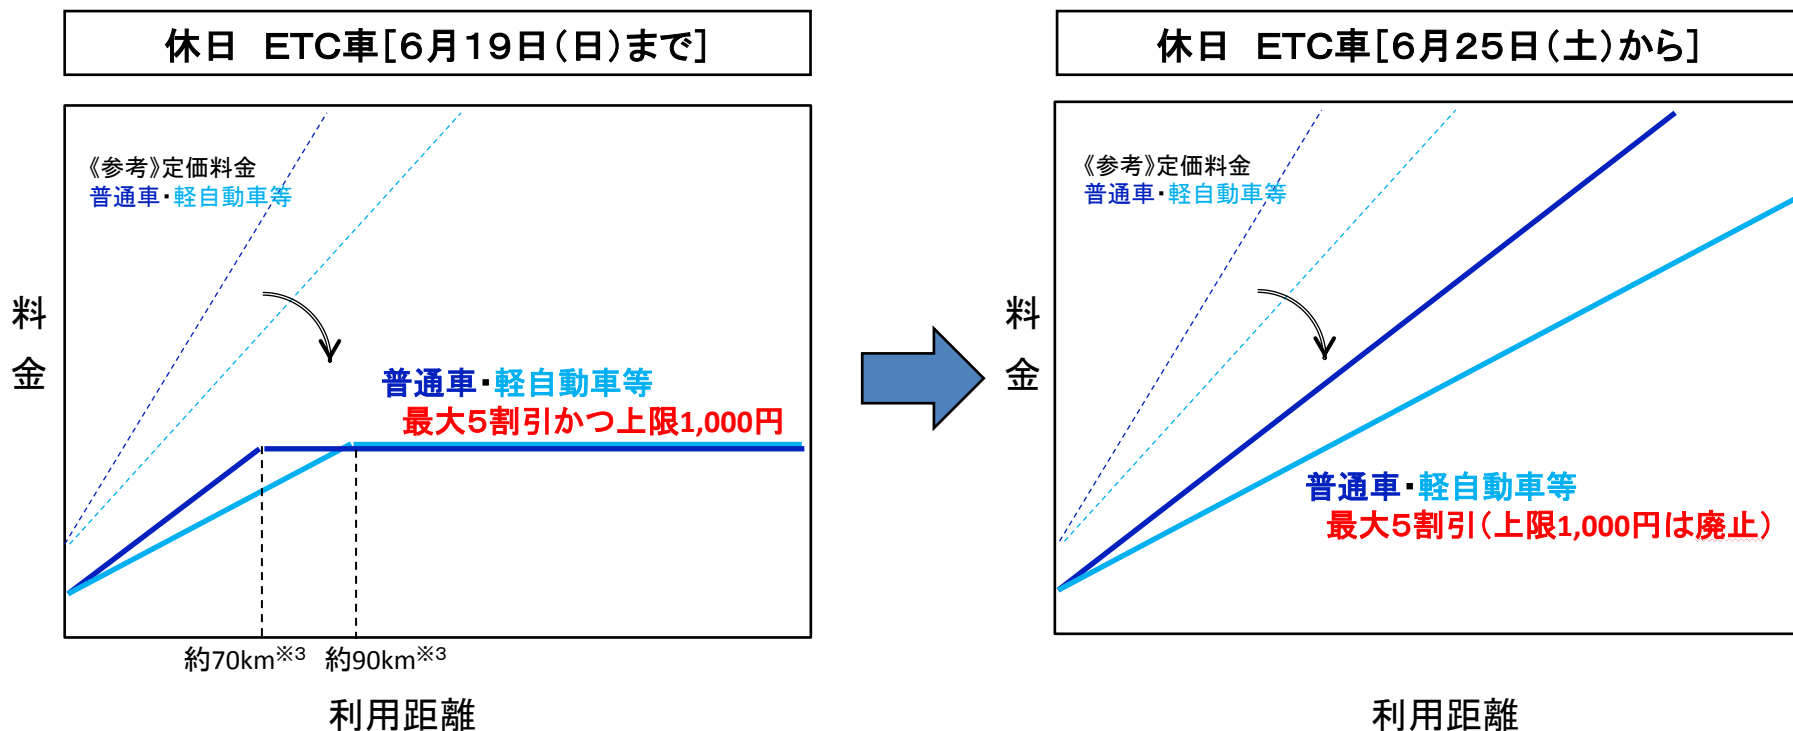 休日　ETC車[6月19日(日)まで]
《参考》定価料金
普通車・軽自動車等
料
金
普通車・軽自動車等
最大5割引かつ上限1,000円
約70km※3　約90km※3
利用距離
休日　ETC車[6月25日(土)から]
《参考》定価料金
普通車・軽自動車等
料
金
普通車・軽自動車等
最大5割引(上限1,000円は廃止)
利用距離